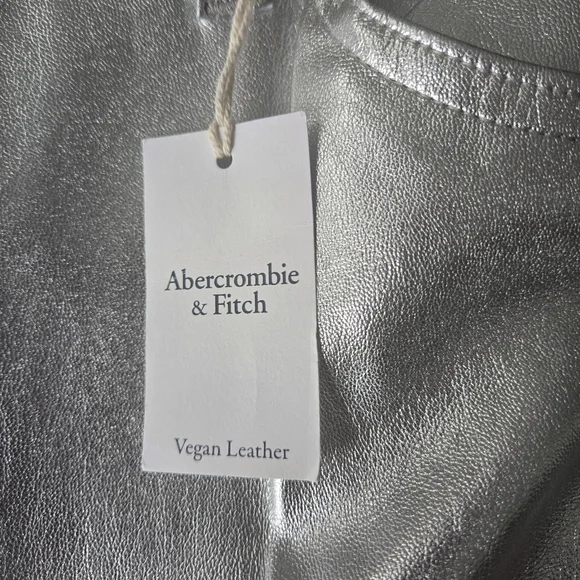 Abercrombie
& Fitch
Vegan Leather